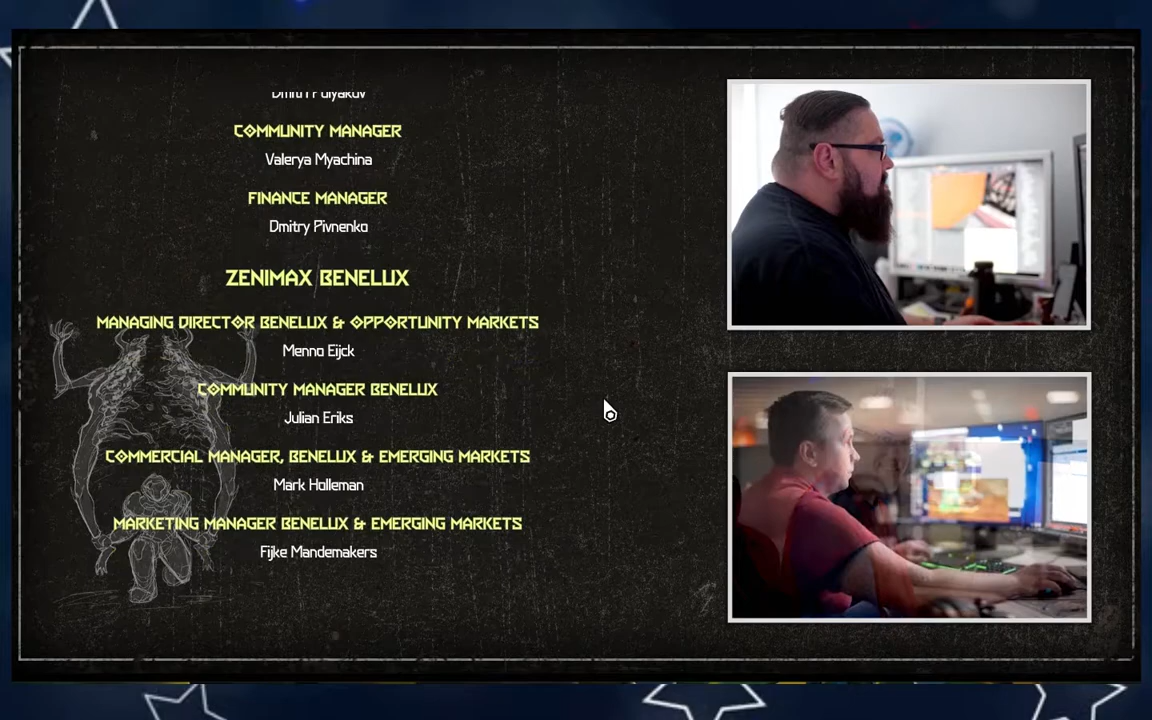 COMMUNITY MANAGER
Valerya Myachina
FINANCE MANAGER
Dmitry Pivnenko
ZENIMAX BENELUX
MANAGING DIRECTOR BENELUX & OPPORTUNITY MARKETS
Menno Eijck
COMMUNITY MANAGER BENELUX
Julian Eriks
COMMERCIAL MANAGER, BENELUX & EMERGING MARKETS
Mark Holleman
MARKETING MANAGER BENELUX & EMERGING MARKETS
Fijke Mandemakers